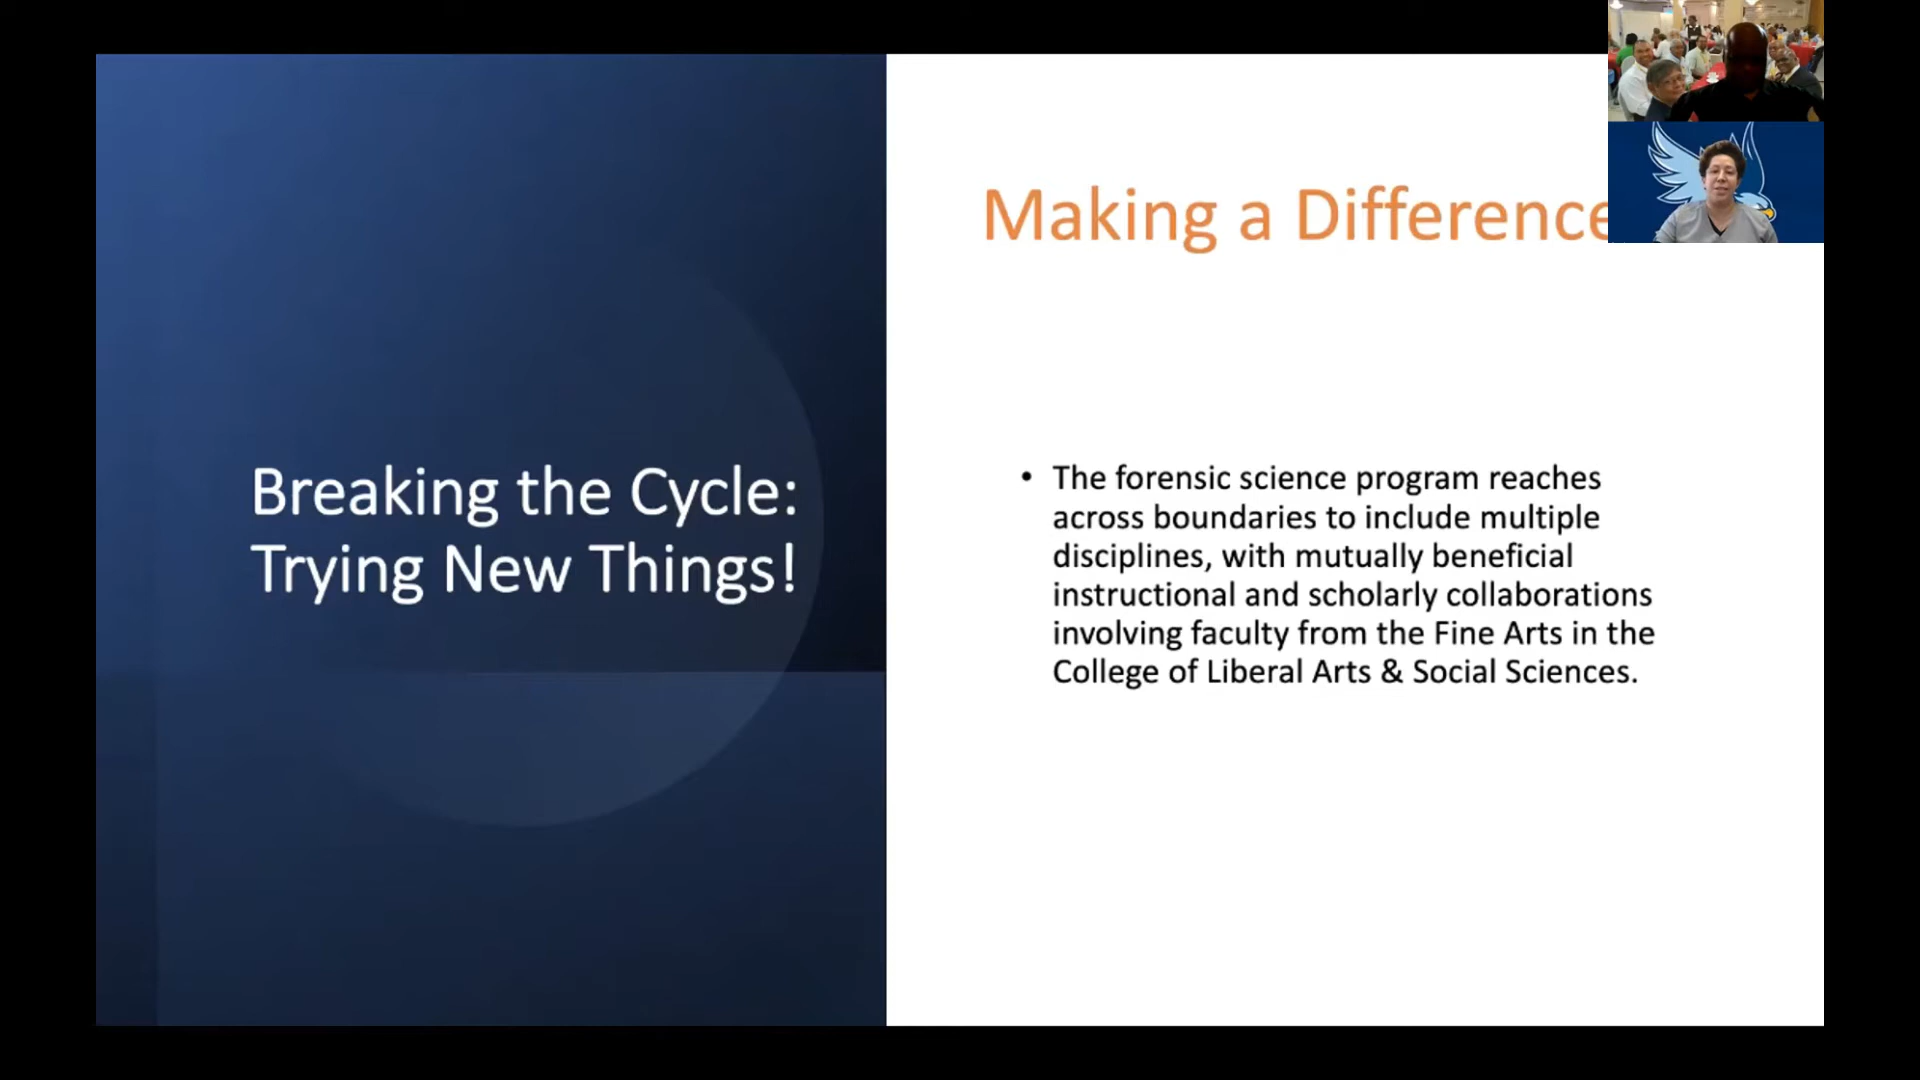 Breaking the Cycle:
Trying New Things!
Making a Difference
• The forensic science program reaches
across boundaries to include multiple
disciplines, with mutually beneficial
instructional and scholarly collaborations
involving faculty from the Fine Arts in the
College of Liberal Arts & Social Sciences.